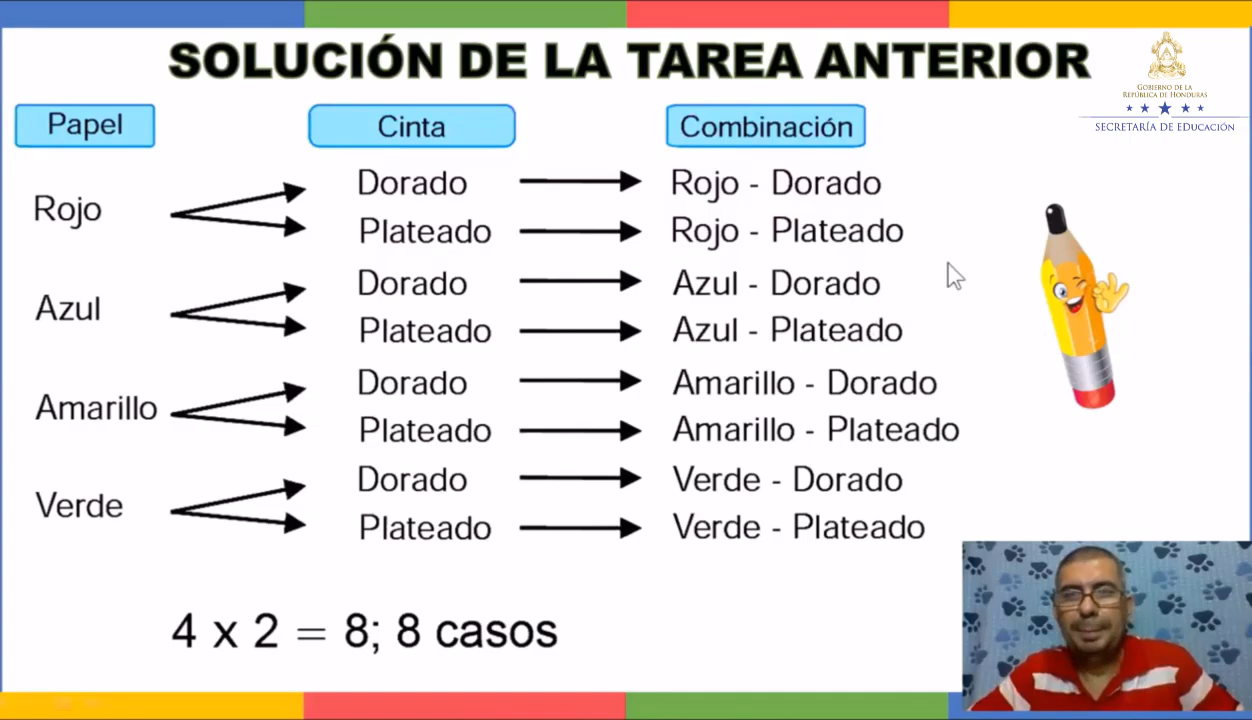 SOLUCIÓN DE LA TAREA ANTERIOR
GOBIERNO DE LA
REPÚBLICA DE HONDURAS
SECRETARÍA DE EDUCACIÓN
Papel Cinta Combinación
Rojo
Dorado Rojo - Dorado
Plateado Rojo - Plateado
Azul
Dorado Azul - Dorado
Plateado Azul - Plateado
Amarillo
Dorado Amarillo - Dorado
Plateado Amarillo - Plateado
Verde
Dorado Verde - Dorado
Plateado Verde - Plateado
4 x 2 = 8; 8 casos